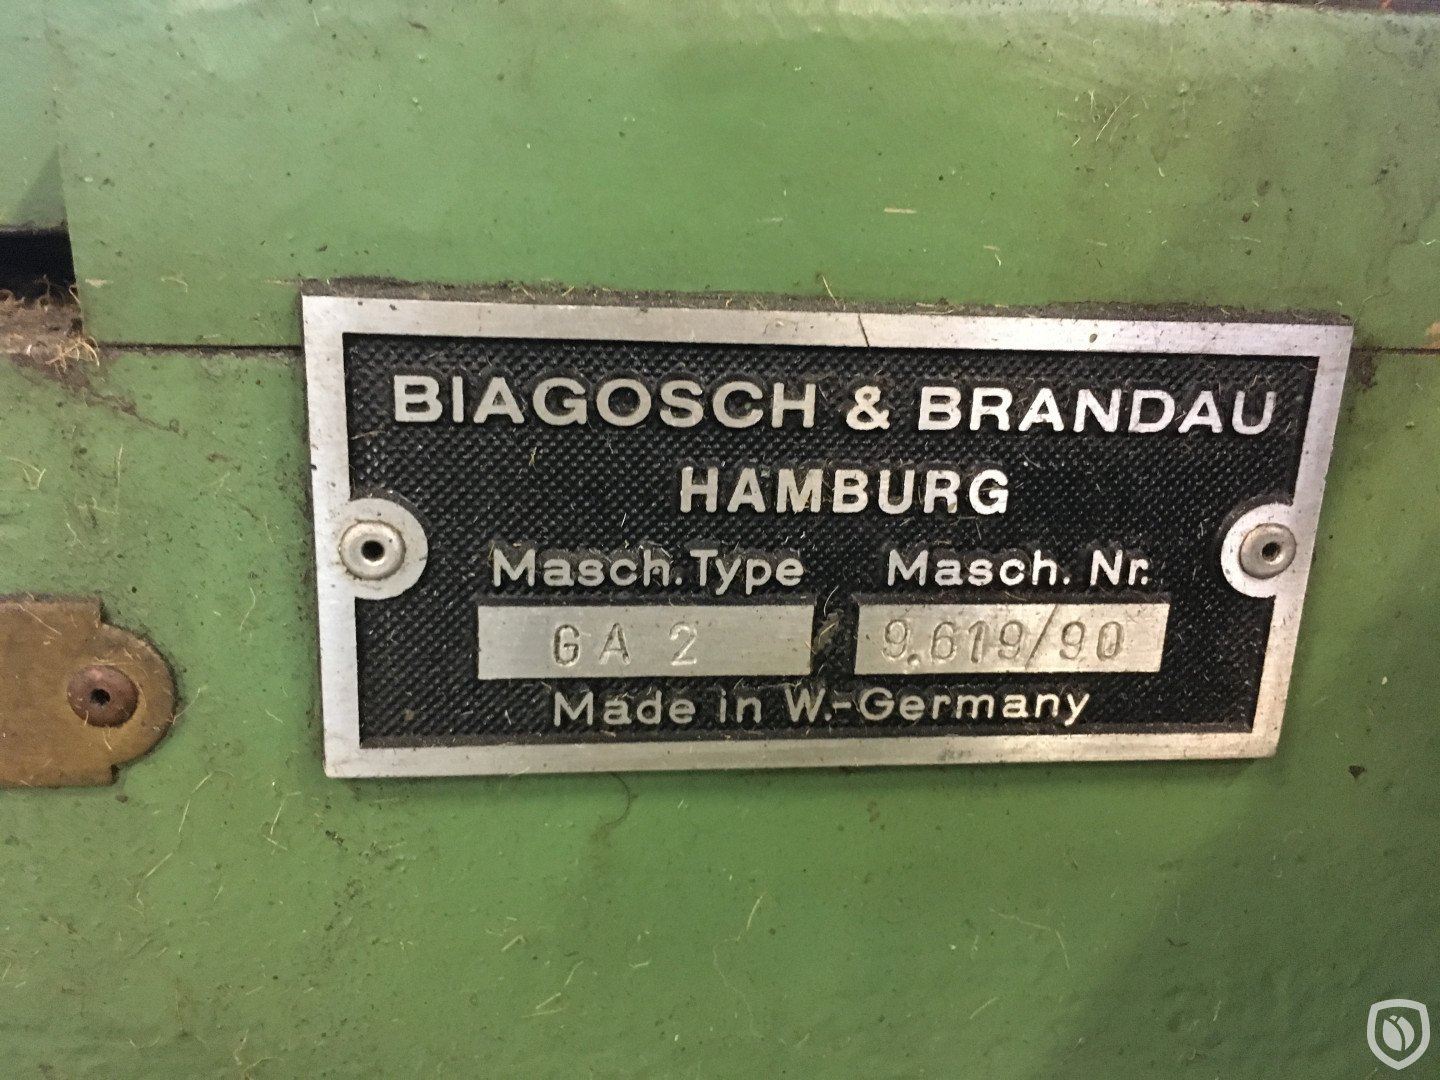 BIAGOSCH & BRANDAU
HAMBURG
Masch. Type Masch. Nr.
GA 2 9.619/90
Made in W.-Germany